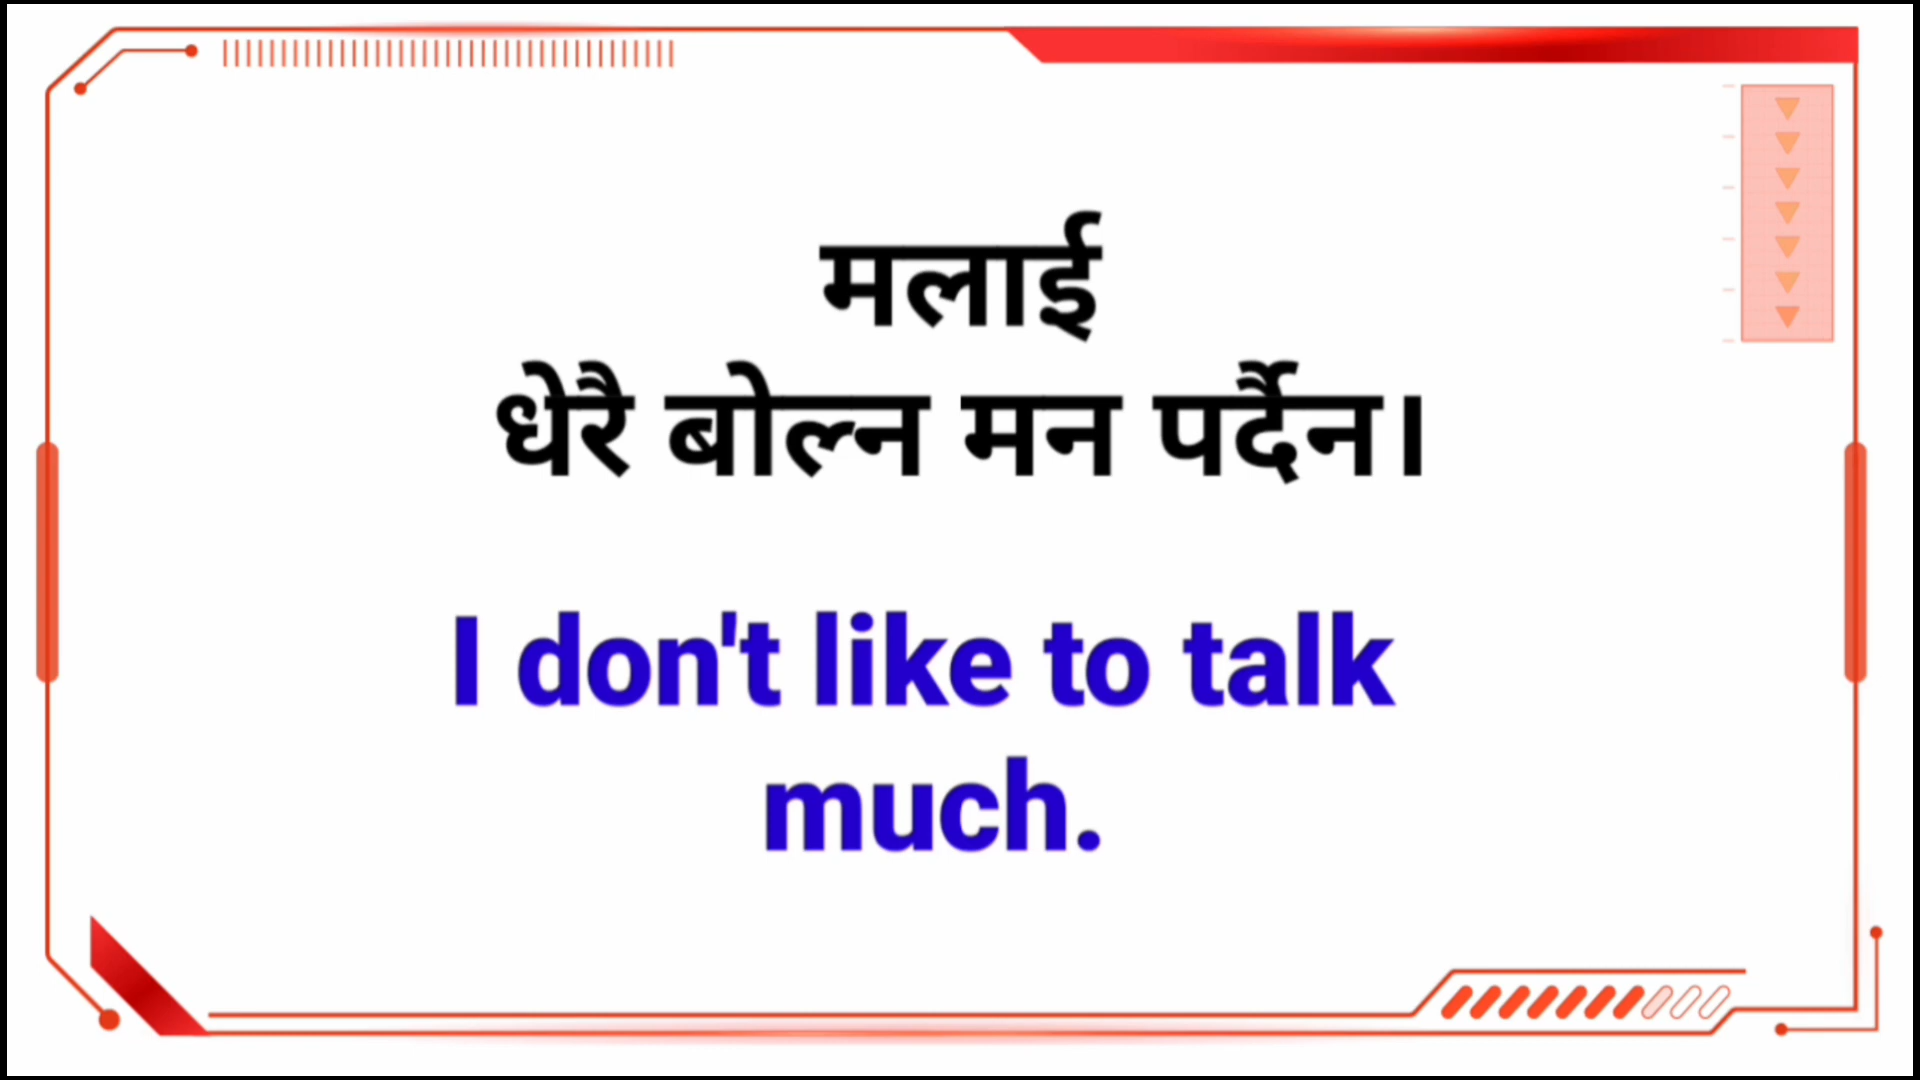 मलाई
धेरै बोल्न मन पर्दैन।
I don't like to talk
much.